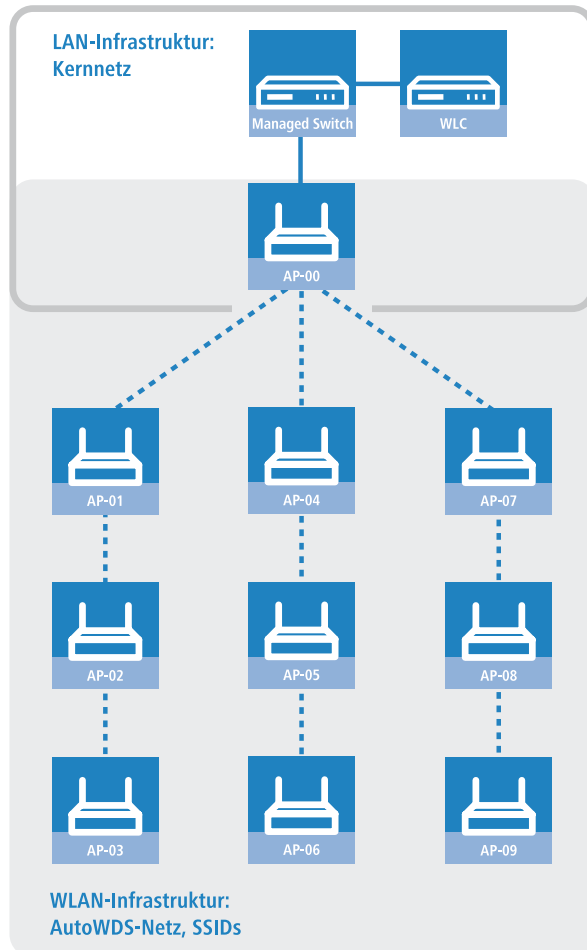 LAN-Infrastruktur:
Kernnetz
Managed Switch
WLC
AP-00
AP-01
AP-04
AP-07
AP-02
AP-05
AP-08
AP-03
AP-06
AP-09
WLAN-Infrastruktur:
AutoWDS-Netz, SSIDs